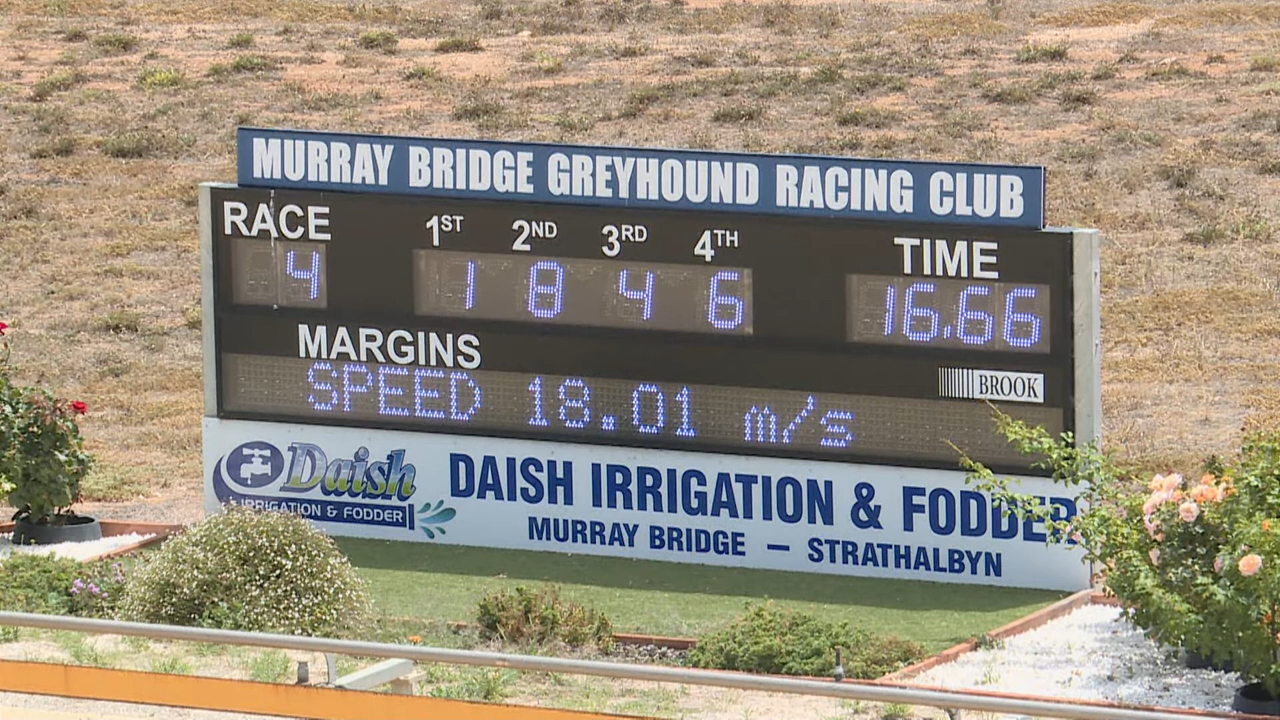 MURRAY BRIDGE GREYHOUND RACING CLUB
RACE 1ST 2ND 3RD 4TH TIME
4 1 8 4 6 16.66
MARGINS
BROOK
SPEED 18.01 m/s
Daish
IRRIGATION & FODDER
DAISH IRRIGATION & FODDER
MURRAY BRIDGE – STRATHALBYN